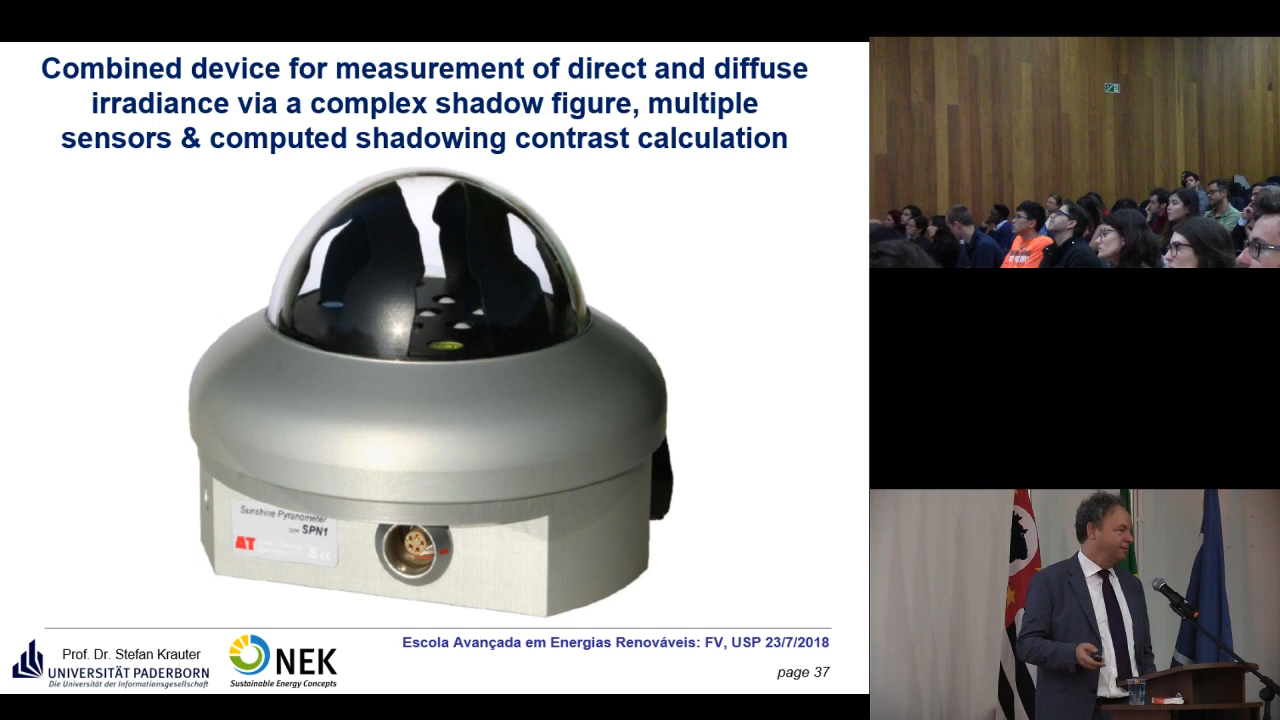 Combined device for measurement of direct and diffuse
irradiance via a complex shadow figure, multiple
sensors & computed shadowing contrast calculation
Sunshine Pyranometer
type SPN1
Prof. Dr. Stefan Krauter
UNIVERSITÄT PADERBORN
Die Universität der Informationsgesellschaft
NEK
Sustainable Energy Concepts
Escola Avançada em Energias Renováveis: FV, USP 23/7/2018
page 37